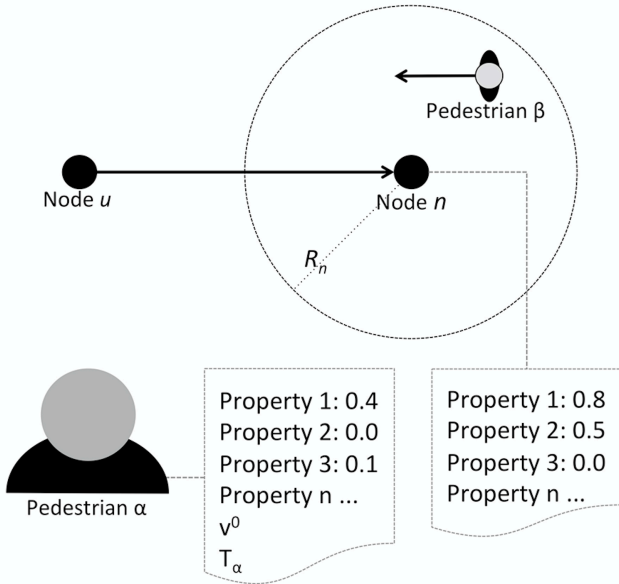 Pedestrian β
Node u
Node n
Rn
Property 1: 0.4
Property 2: 0.0
Property 3: 0.1
Property n ...
v⁰
Tα
Pedestrian α
Property 1: 0.8
Property 2: 0.5
Property 3: 0.0
Property n ...